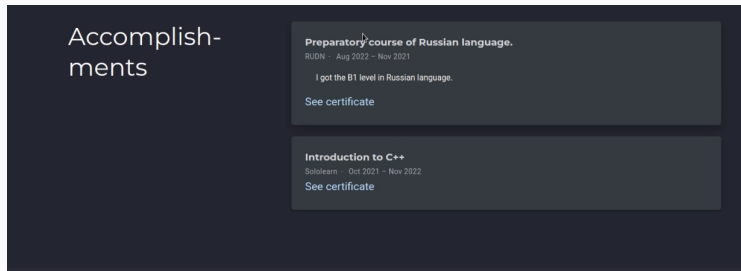 Accomplish-
ments
Preparatory course of Russian language.
RUDN · Aug 2022 – Nov 2021
I got the B1 level in Russian language.
See certificate
Introduction to C++
Sololearn · Oct 2021 – Nov 2022
See certificate